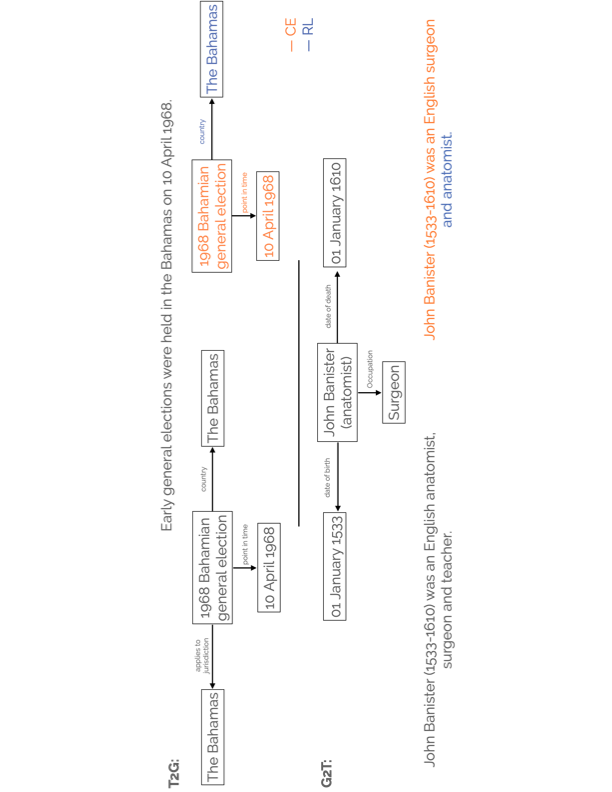 T2G:
Early general elections were held in the Bahamas on 10 April 1968.
The Bahamas
applies to
jurisdiction
1968 Bahamian
general election
country
The Bahamas
point in time
10 April 1968
1968 Bahamian
general election
country
The Bahamas
point in time
10 April 1968
— CE
— RL
G2T:
01 January 1533
date of birth
John Banister
(anatomist)
date of death
01 January 1610
Occupation
Surgeon
John Banister (1533-1610) was an English anatomist,
surgeon and teacher.
John Banister (1533-1610) was an English surgeon
and anatomist.